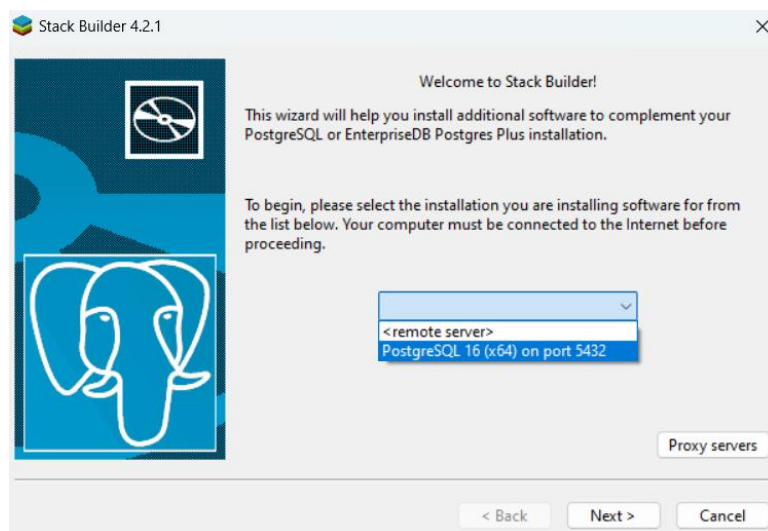 Stack Builder 4.2.1
Welcome to Stack Builder!
This wizard will help you install additional software to complement your
PostgreSQL or EnterpriseDB Postgres Plus installation.
To begin, please select the installation you are installing software for from
the list below. Your computer must be connected to the Internet before
proceeding.
<remote server>
PostgreSQL 16 (x64) on port 5432
Proxy servers
< Back
Next >
Cancel